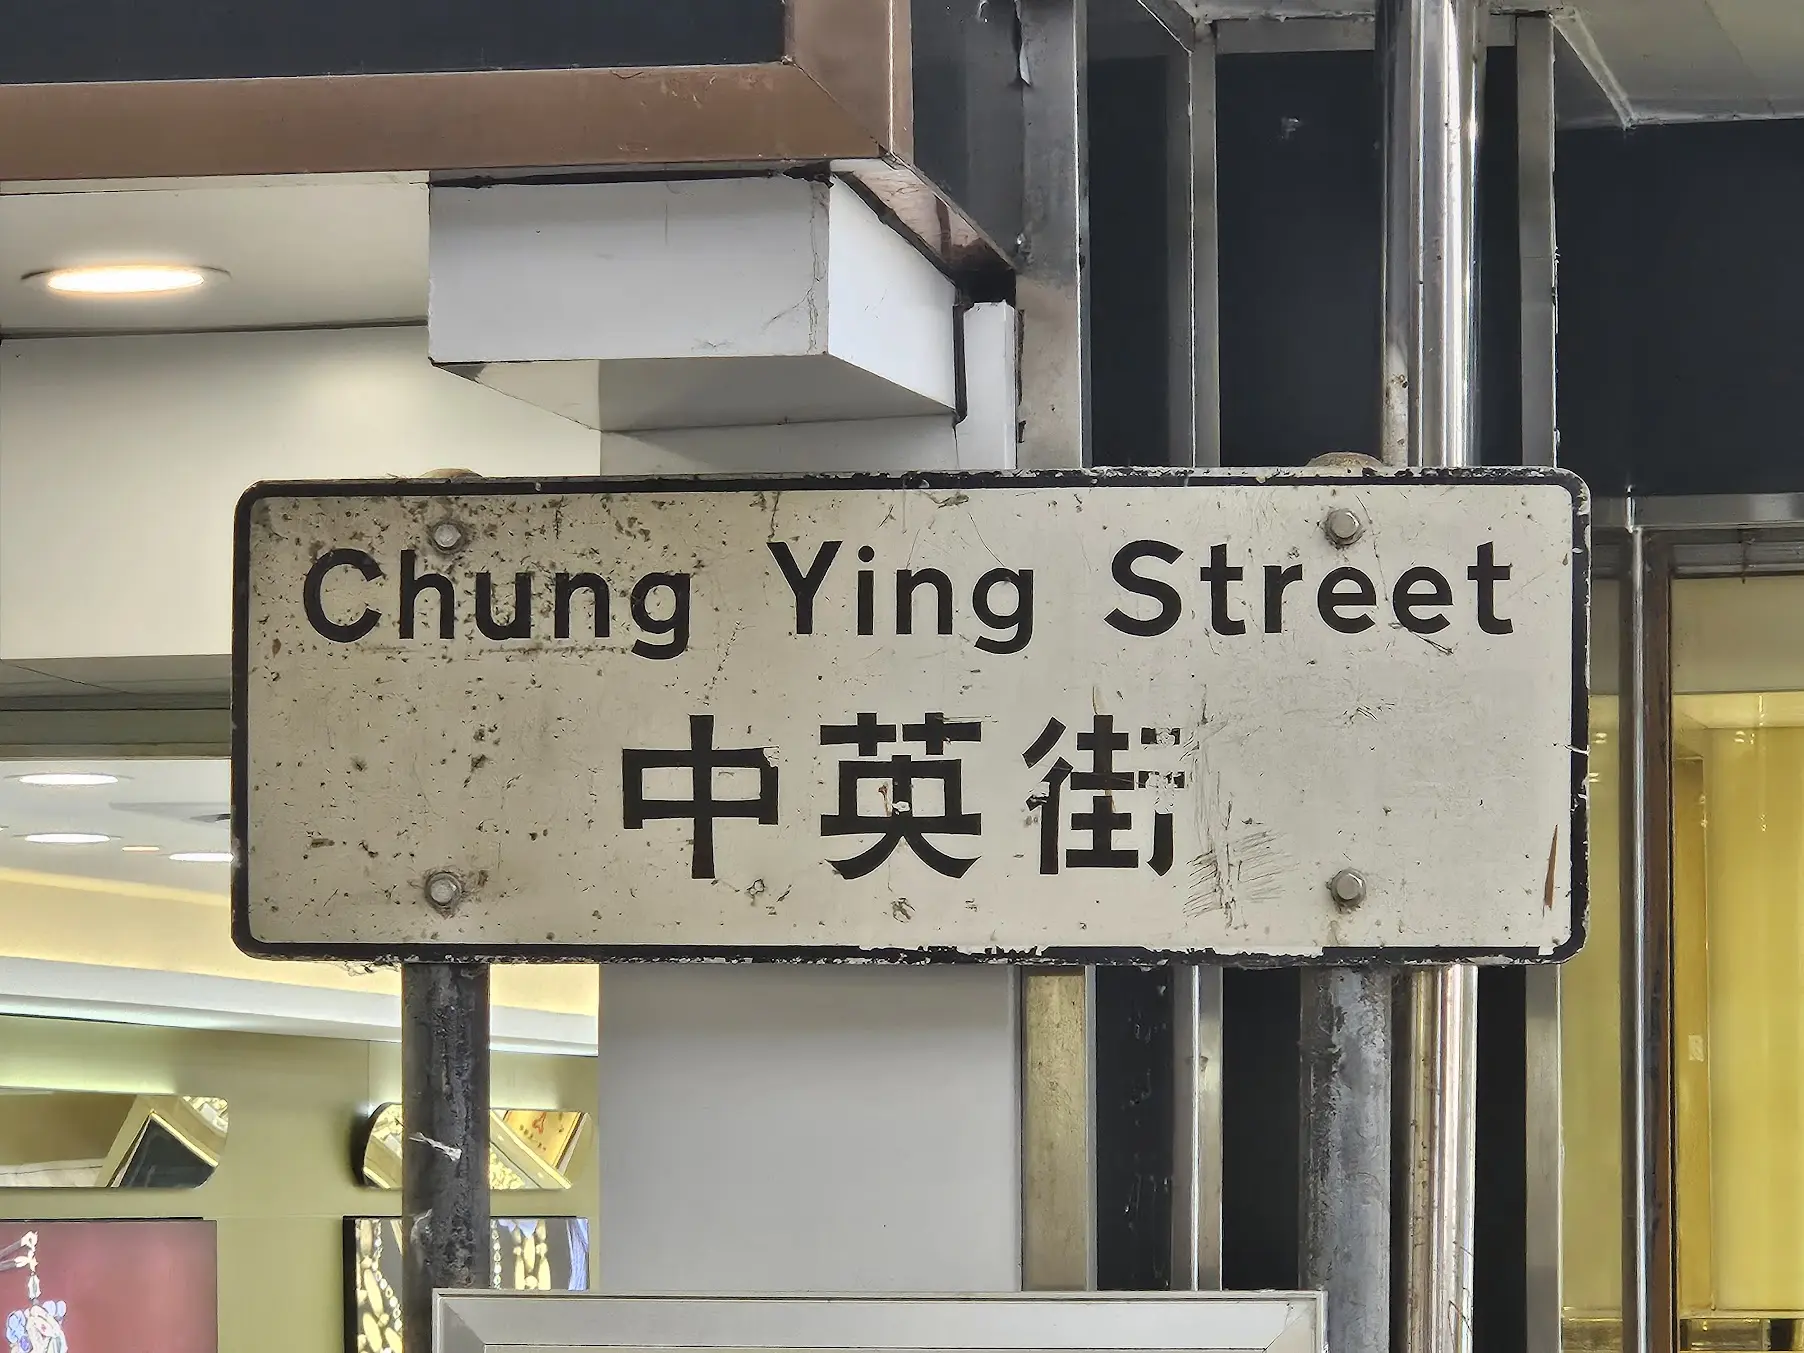 Chung Ying Street
中英街